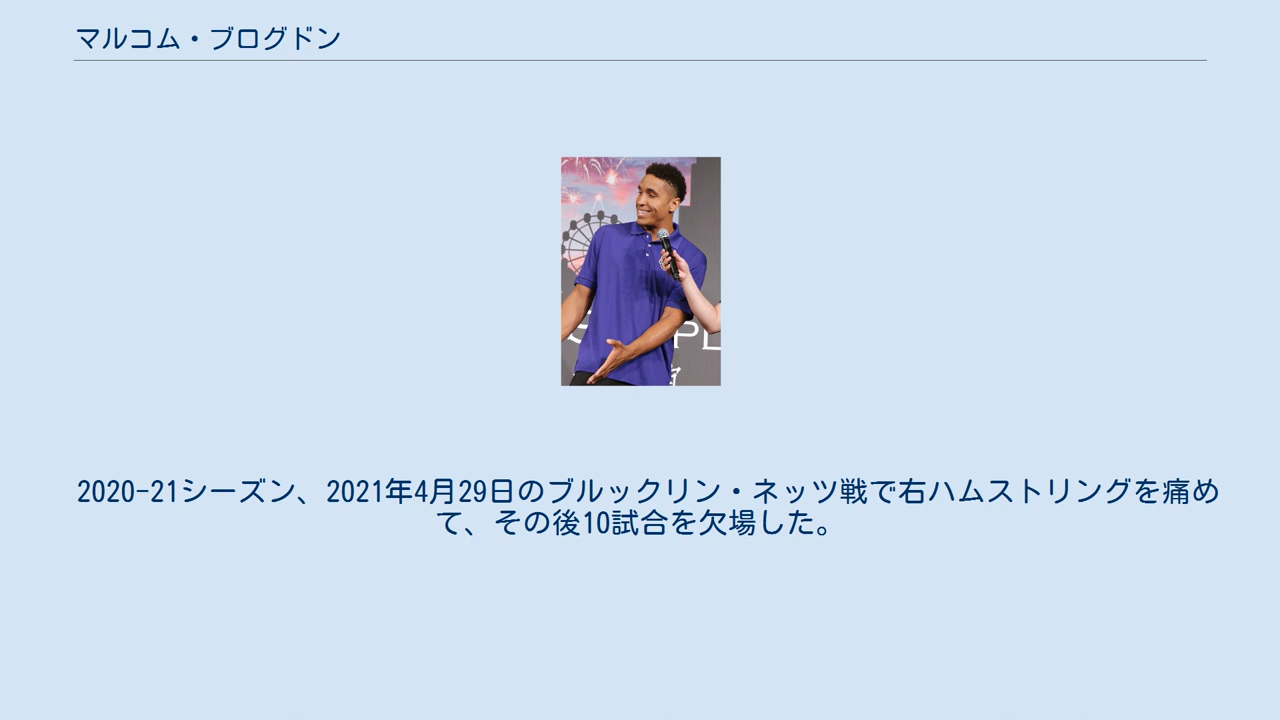 マルコム・ブログドン
PL
2020-21シーズン、2021年4月29日のブルックリン・ネッツ戦で右ハムストリングを痛め
て、その後10試合を欠場した。